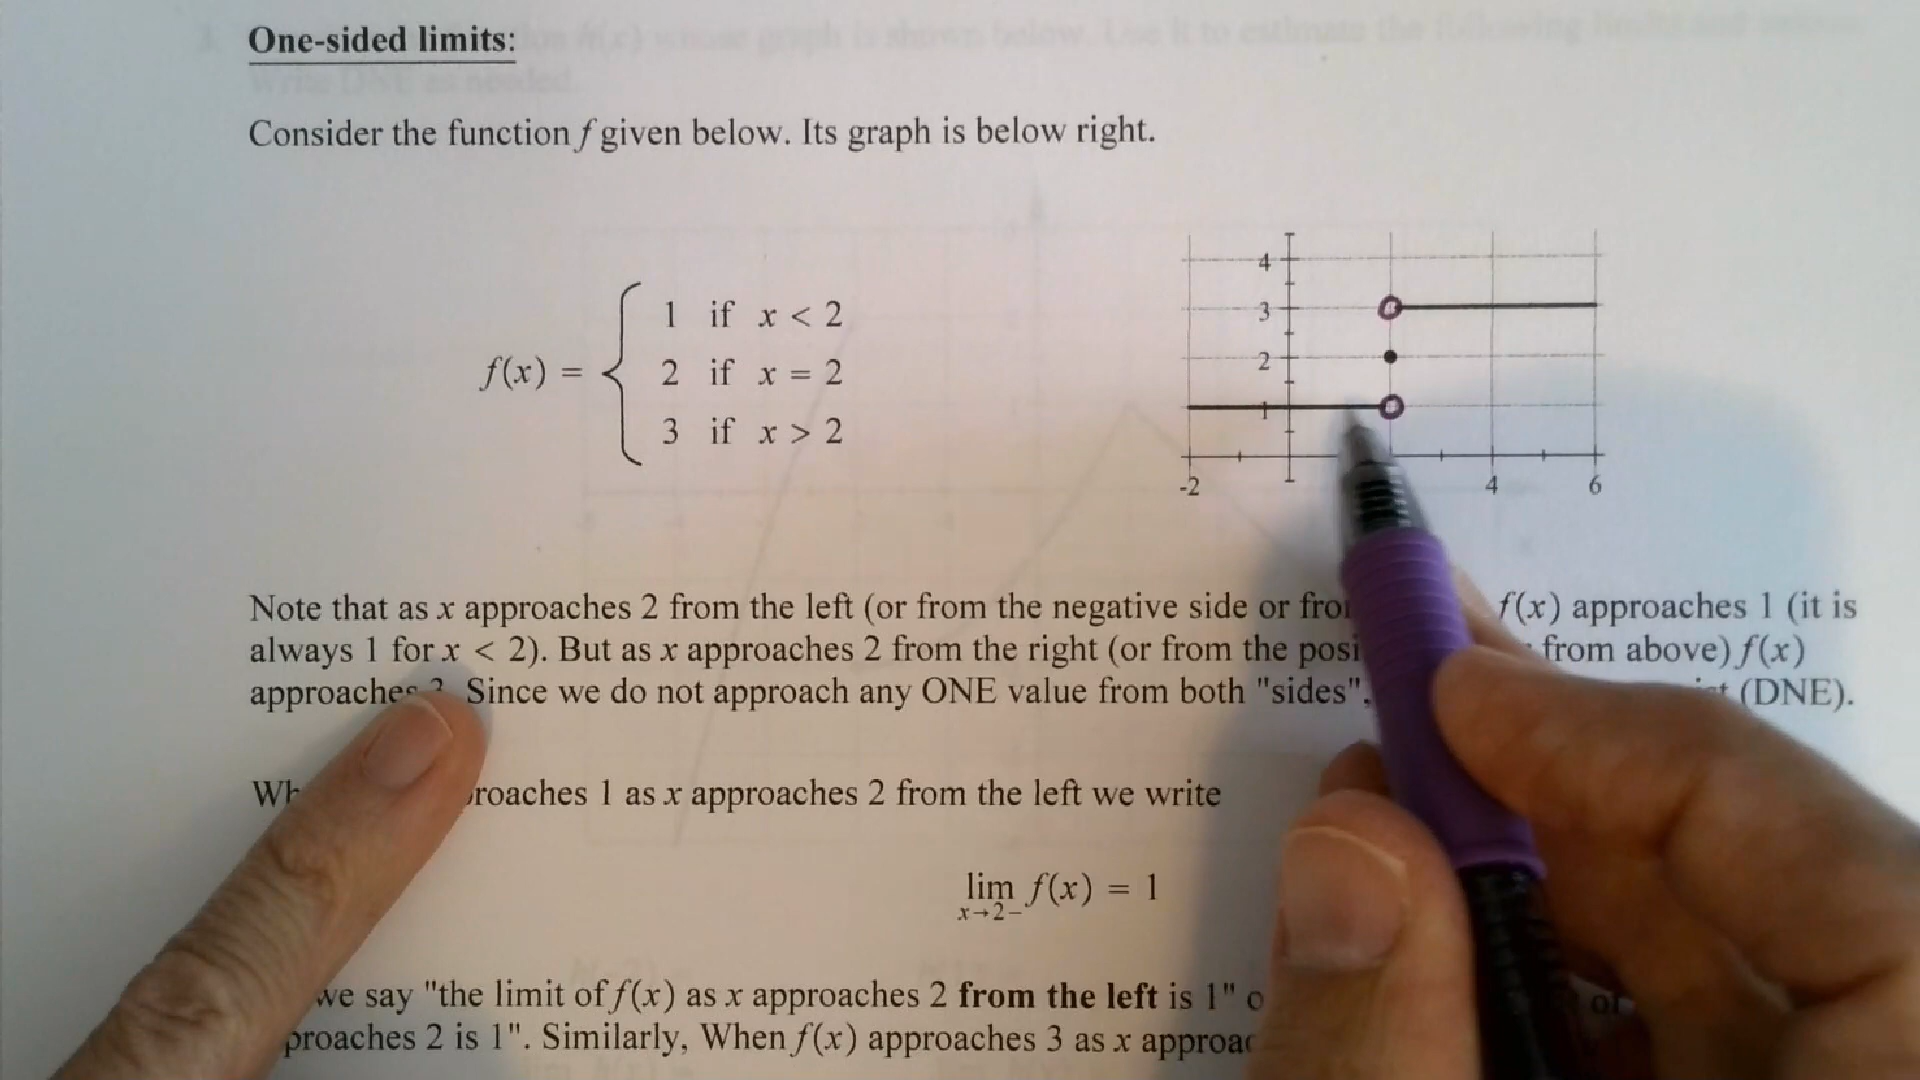 One-sided limits:
Consider the function f given below. Its graph is below right.
f(x) =
1 if x < 2
2 if x = 2
3 if x > 2
4
3
2
1
-2 4 6
Note that as x approaches 2 from the left (or from the negative side or f(x) approaches 1 (it is
always 1 for x < 2). But as x approaches 2 from the right (or from the from above) f(x)
approaches Since we do not approach any ONE value from both "sides", (DNE).
approaches 1 as x approaches 2 from the left we write
lim f(x) = 1
x→2−
we say "the limit of f(x) as x approaches 2 from the left is 1"
approaches 2 is 1". Similarly, When f(x) approaches 3 as x